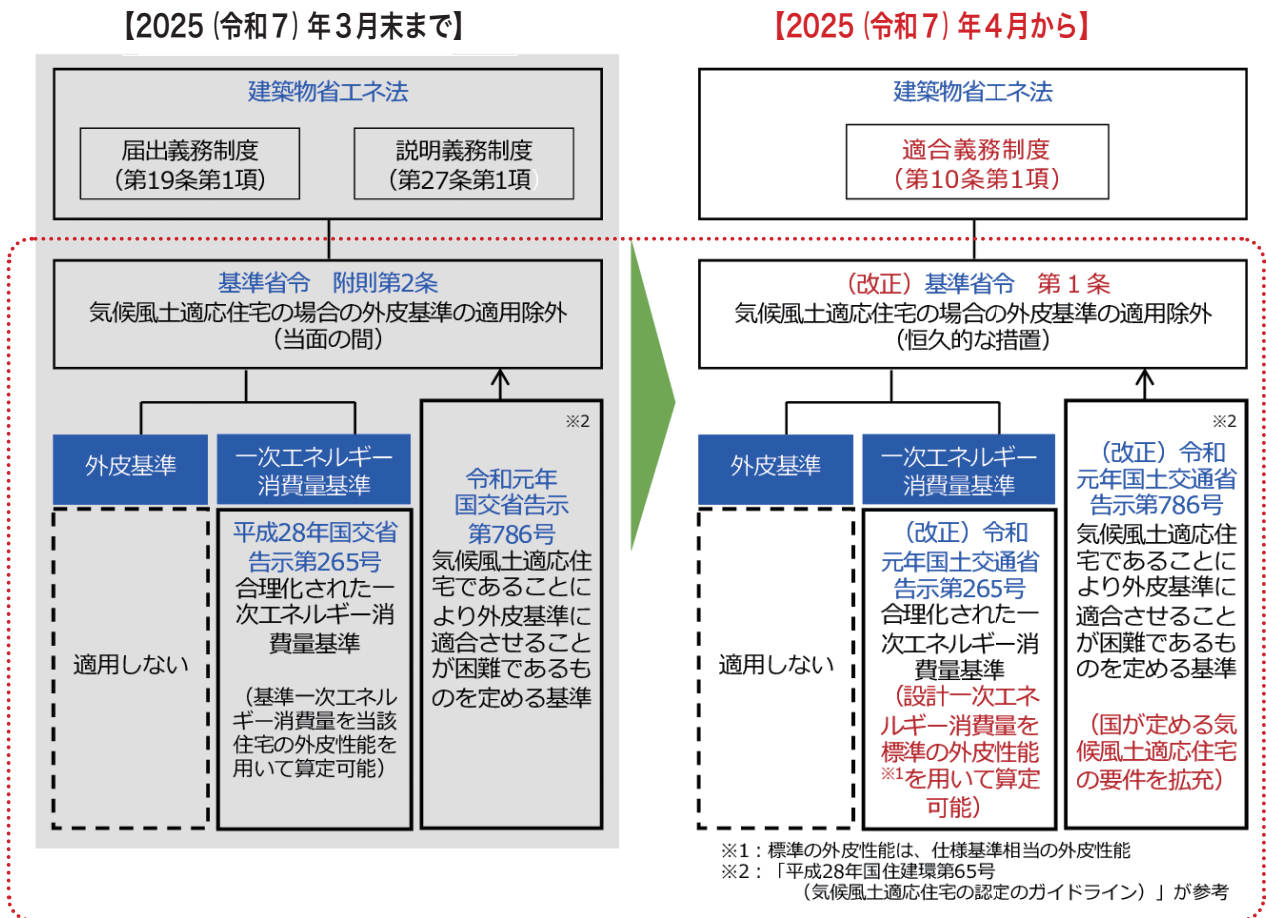 【2025（令和７）年３月末まで】
建築物省エネ法
届出義務制度
（第19条第1項）
説明義務制度
（第27条第1項）
基準省令　附則第2条
気候風土適応住宅の場合の外皮基準の適用除外
（当面の間）
外皮基準
適用しない
一次エネルギー
消費量基準
平成28年国交省
告示第265号
合理化された一
次エネルギー消
費量基準
（基準一次エネル
ギー消費量を当該
住宅の外皮性能を
用いて算定可能）
※2
令和元年
国交省告示
第786号
気候風土適応住
宅であることに
より外皮基準に
適合させること
が困難であるも
のを定める基準
【2025（令和７）年４月から】
建築物省エネ法
適合義務制度
（第10条第1項）
（改正）基準省令　第１条
気候風土適応住宅の場合の外皮基準の適用除外
（恒久的な措置）
外皮基準
適用しない
一次エネルギー
消費量基準
（改正）令和
元年国土交通省
告示第265号
合理化された一
次エネルギー消
費量基準
（設計一次エネ
ルギー消費量を
標準の外皮性能
※1を用いて算定
可能）
※2
（改正）令和
元年国土交通省
告示第786号
気候風土適応住
宅であることに
より外皮基準に
適合させること
が困難であるも
のを定める基準
（国が定める気
候風土適応住宅
の要件を拡充）
※1：標準の外皮性能は、仕様基準相当の外皮性能
※2：「平成28年国住建環第65号
（気候風土適応住宅の認定のガイドライン）」が参考